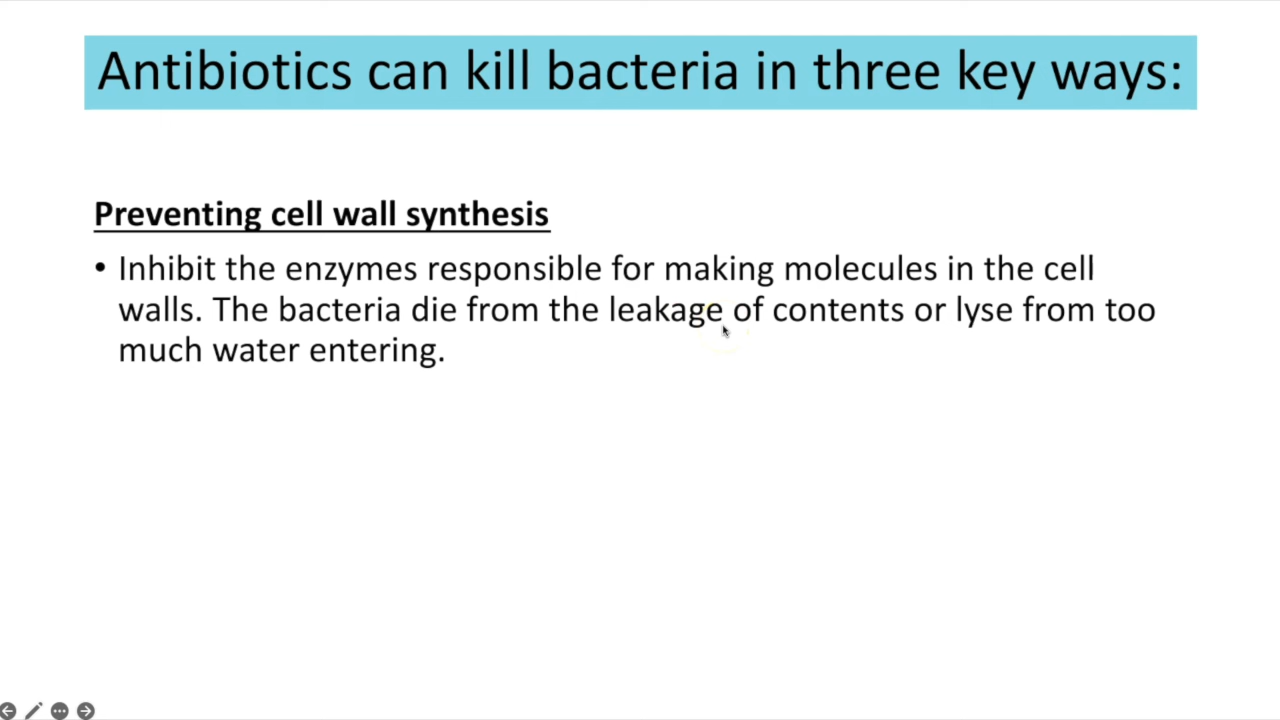 Antibiotics can kill bacteria in three key ways:
Preventing cell wall synthesis
• Inhibit the enzymes responsible for making molecules in the cell
walls. The bacteria die from the leakage of contents or lyse from too
much water entering.